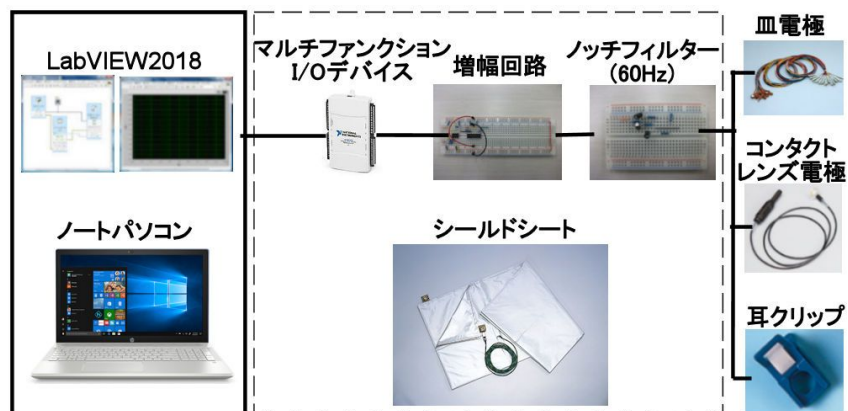 LabVIEW2018
マルチファンクション
I/Oデバイス
増幅回路
ノッチフィルター
(60Hz)
皿電極
コンタクト
レンズ電極
ノートパソコン
シールドシート
耳クリップ